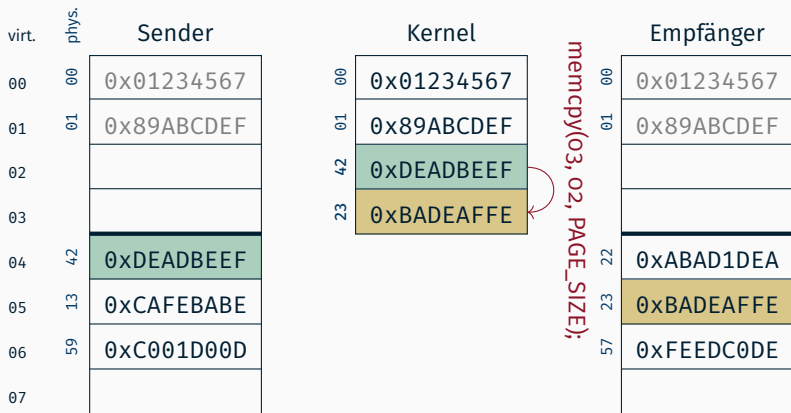 virt. phys. Sender Kernel Empfänger
00 00 0x01234567 00 0x01234567 00 0x01234567
01 01 0x89ABCDEF 01 0x89ABCDEF 01 0x89ABCDEF
02 42 0xDEADBEEF
03 23 0xBADEAFFE
memcpy(03, 02, PAGE_SIZE);
04 42 0xDEADBEEF 22 0xABAD1DEA
05 13 0xCAFEBABE 23 0xBADEAFFE
06 59 0xC001D00D 57 0xFEEDC0DE
07